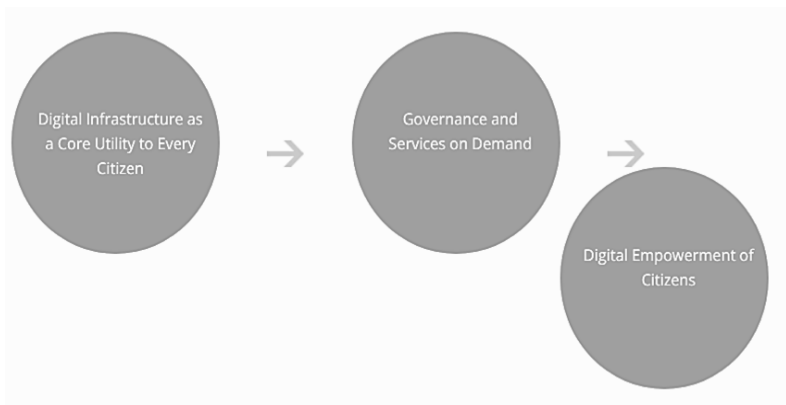 Digital Infrastructure as
a Core Utility to Every
Citizen
Governance and
Services on Demand
Digital Empowerment of
Citizens